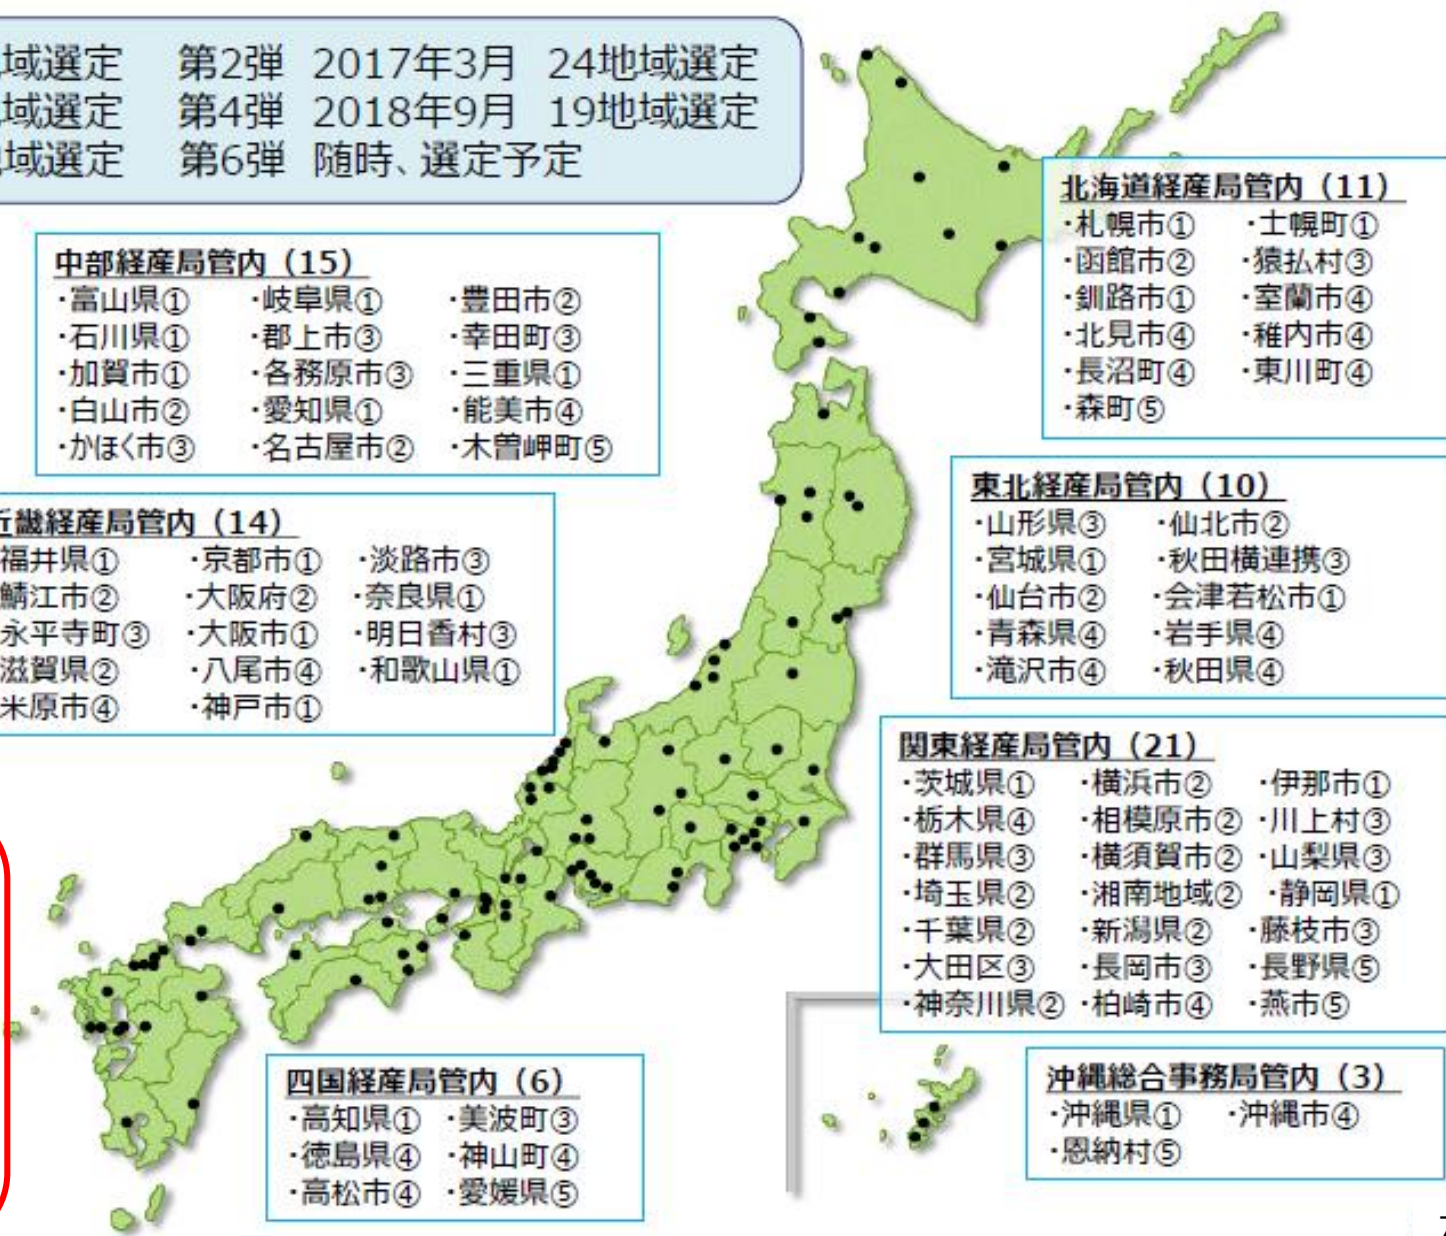 域選定 第2弾 2017年3月 24地域選定
域選定 第4弾 2018年9月 19地域選定
域選定 第6弾 随時、選定予定
中部経産局管内（15）
・富山県① ・岐阜県① ・豊田市②
・石川県① ・郡上市③ ・幸田町③
・加賀市① ・各務原市③ ・三重県①
・白山市② ・愛知県① ・能美市④
・かほく市③ ・名古屋市② ・木曽岬町⑤
北海道経産局管内（11）
・札幌市① ・士幌町①
・函館市② ・猿払村③
・釧路市① ・室蘭市④
・北見市④ ・稚内市④
・長沼町④ ・東川町④
・森町⑤
近畿経産局管内（14）
福井県① ・京都市① ・淡路市③
鯖江市② ・大阪府② ・奈良県①
永平寺町③ ・大阪市① ・明日香村③
滋賀県② ・八尾市④ ・和歌山県①
米原市④ ・神戸市①
東北経産局管内（10）
・山形県③ ・仙北市②
・宮城県① ・秋田横連携③
・仙台市② ・会津若松市①
・青森県④ ・岩手県④
・滝沢市④ ・秋田県④
関東経産局管内（21）
・茨城県① ・横浜市② ・伊那市①
・栃木県④ ・相模原市② ・川上村③
・群馬県③ ・横須賀市② ・山梨県③
・埼玉県② ・湘南地域② ・静岡県①
・千葉県② ・新潟県② ・藤枝市③
・大田区③ ・長岡市③ ・長野県⑤
・神奈川県② ・柏崎市④ ・燕市⑤
四国経産局管内（6）
・高知県① ・美波町③
・徳島県④ ・神山町④
・高松市④ ・愛媛県⑤
沖縄総合事務局管内（3）
・沖縄県① ・沖縄市④
・恩納村⑤